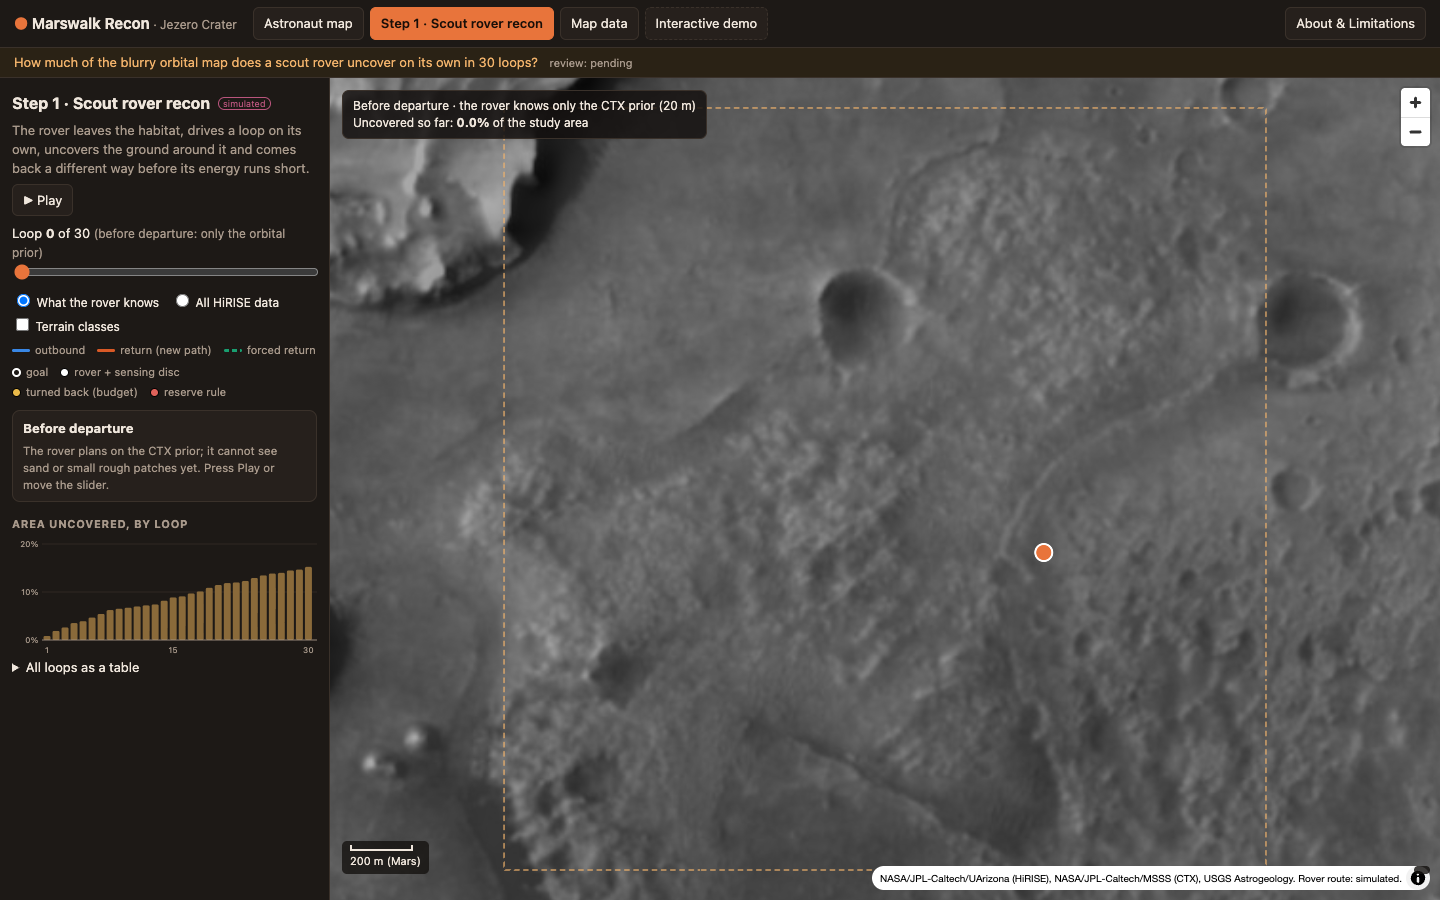 Marswalk Recon · Jezero Crater
Astronaut map
Step 1 · Scout rover recon
Map data
Interactive demo
About & Limitations
How much of the blurry orbital map does a scout rover uncover on its own in 30 loops? review: pending
Step 1 · Scout rover recon simulated
The rover leaves the habitat, drives a loop on its
own, uncovers the ground around it and comes
back a different way before its energy runs short.
▶ Play
Loop 0 of 30 (before departure: only the orbital
prior)
What the rover knows
All HiRISE data
Terrain classes
outbound
return (new path)
forced return
goal
rover + sensing disc
turned back (budget)
reserve rule
Before departure
The rover plans on the CTX prior; it cannot see
sand or small rough patches yet. Press Play or
move the slider.
AREA UNCOVERED, BY LOOP
20%
10%
0%
1 15 30
▶ All loops as a table
Before departure · the rover knows only the CTX prior (20 m)
Uncovered so far: 0.0% of the study area
+
−
200 m (Mars)
NASA/JPL-Caltech/UArizona (HiRISE), NASA/JPL-Caltech/MSSS (CTX), USGS Astrogeology. Rover route: simulated.